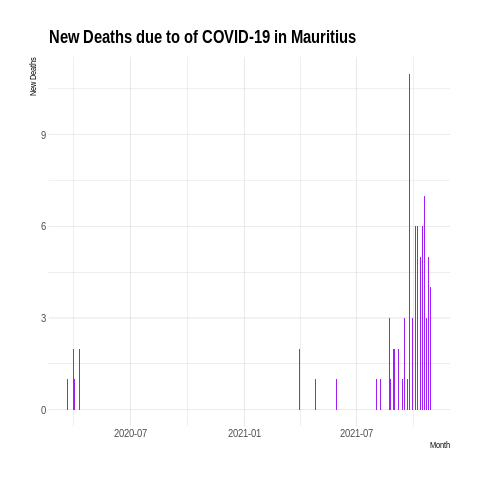 New Deaths due to of COVID-19 in Mauritius
New Deaths
9
6
3
0
2020-07 2021-01 2021-07
Month